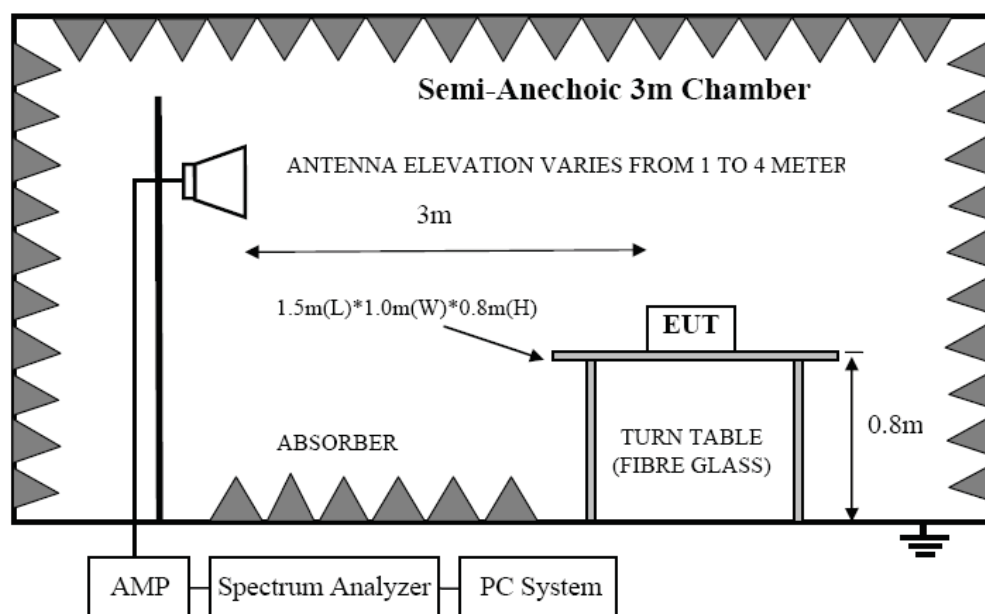 Semi-Anechoic 3m Chamber
ANTENNA ELEVATION VARIES FROM 1 TO 4 METER
3m
1.5m(L)*1.0m(W)*0.8m(H)
EUT
ABSORBER
TURN TABLE
(FIBRE GLASS)
0.8m
AMP
Spectrum Analyzer
PC System